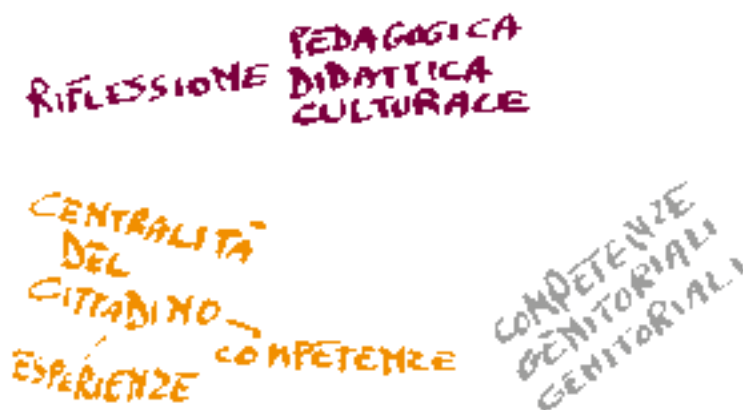 RIFLESSIONE PEDAGOGICA
DIDATTICA
CULTURALE
CENTRALITÀ
DEL
CITTADINO
COMPETENZE
ESPERIENZE
COMPETENZE
GENITORIALI
GENITORIALI